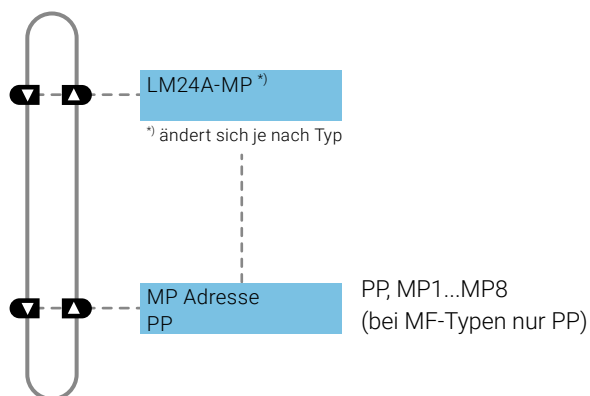 LM24A-MP *)
*) ändert sich je nach Typ
MP Adresse
PP
PP, MP1...MP8
(bei MF-Typen nur PP)